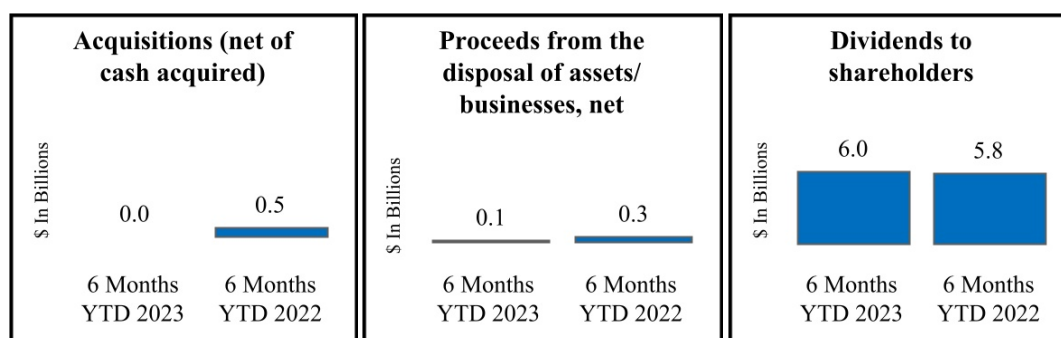 Acquisitions (net of
cash acquired)
$ In Billions
0.0
0.5
6 Months
YTD 2023
6 Months
YTD 2022
Proceeds from the
disposal of assets/
businesses, net
$ In Billions
0.1
0.3
6 Months
YTD 2023
6 Months
YTD 2022
Dividends to
shareholders
$ In Billions
6.0
5.8
6 Months
YTD 2023
6 Months
YTD 2022